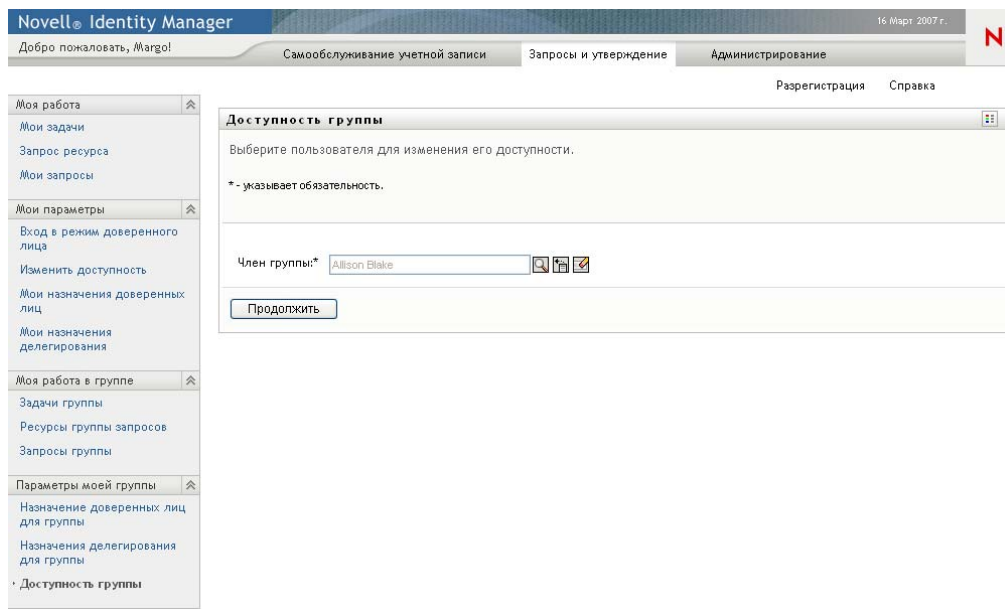 Novell® Identity Manager
16 Март 2007 г.
N
Добро пожаловать, Margo!
Самообслуживание учетной записи
Запросы и утверждение
Администрирование
Разрегистрация
Справка
Моя работа
Мои задачи
Запрос ресурса
Мои запросы
Мои параметры
Вход в режим доверенного
лица
Изменить доступность
Мои назначения доверенных
лиц
Мои назначения
делегирования
Моя работа в группе
Задачи группы
Ресурсы группы запросов
Запросы группы
Параметры моей группы
Назначение доверенных лиц
для группы
Назначения делегирования
для группы
Доступность группы
Доступность группы
Выберите пользователя для изменения его доступности.
* - указывает обязательность.
Член группы:*
Allison Blake
Продолжить